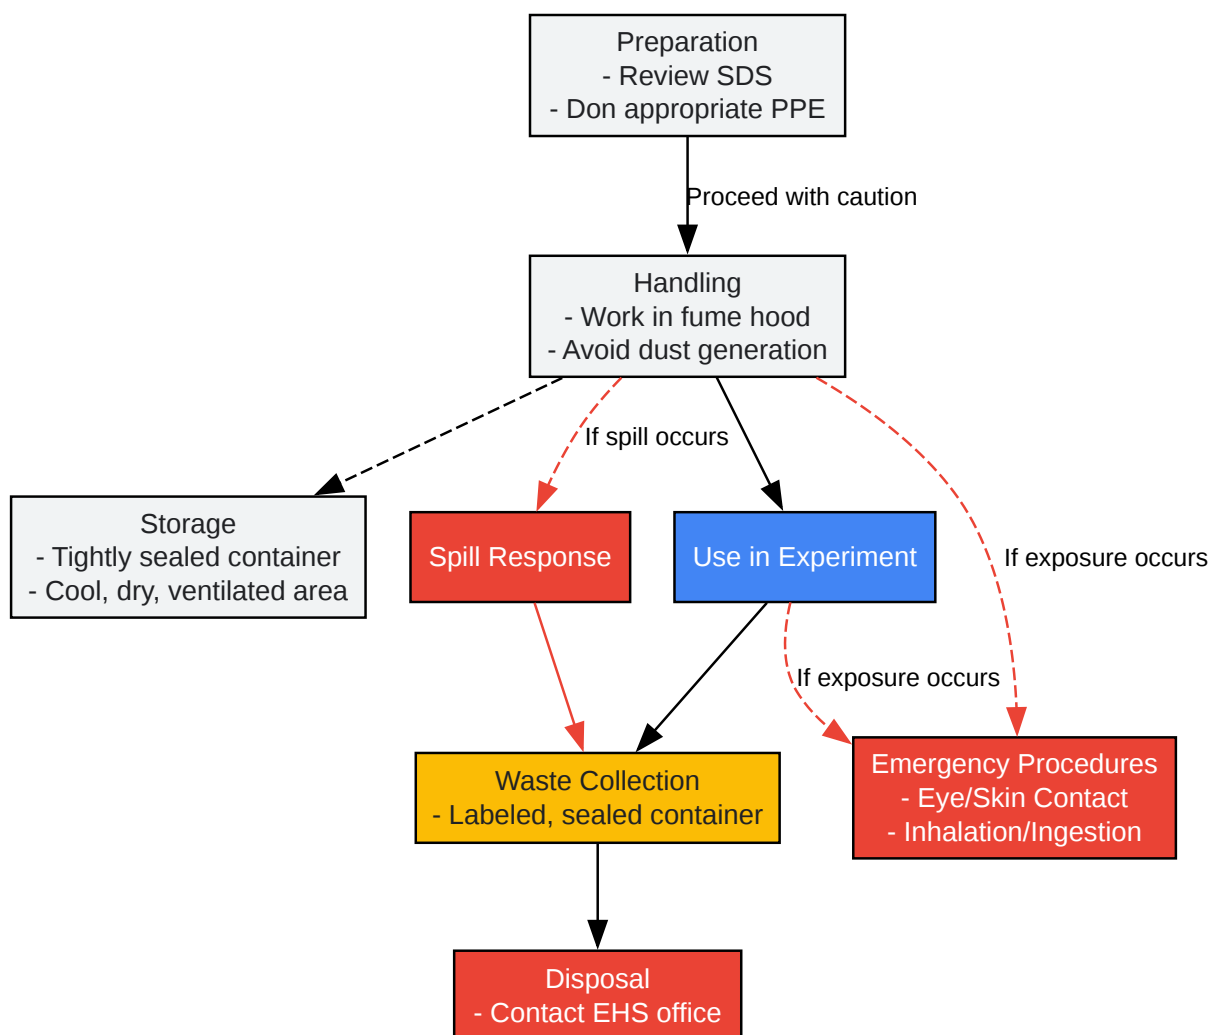 Preparation
- Review SDS
- Don appropriate PPE
Proceed with caution
Handling
- Work in fume hood
- Avoid dust generation
If spill occurs
Storage
- Tightly sealed container
- Cool, dry, ventilated area
Spill Response
Use in Experiment
If exposure occurs
If exposure occurs
Waste Collection
- Labeled, sealed container
Emergency Procedures
- Eye/Skin Contact
- Inhalation/Ingestion
Disposal
- Contact EHS office